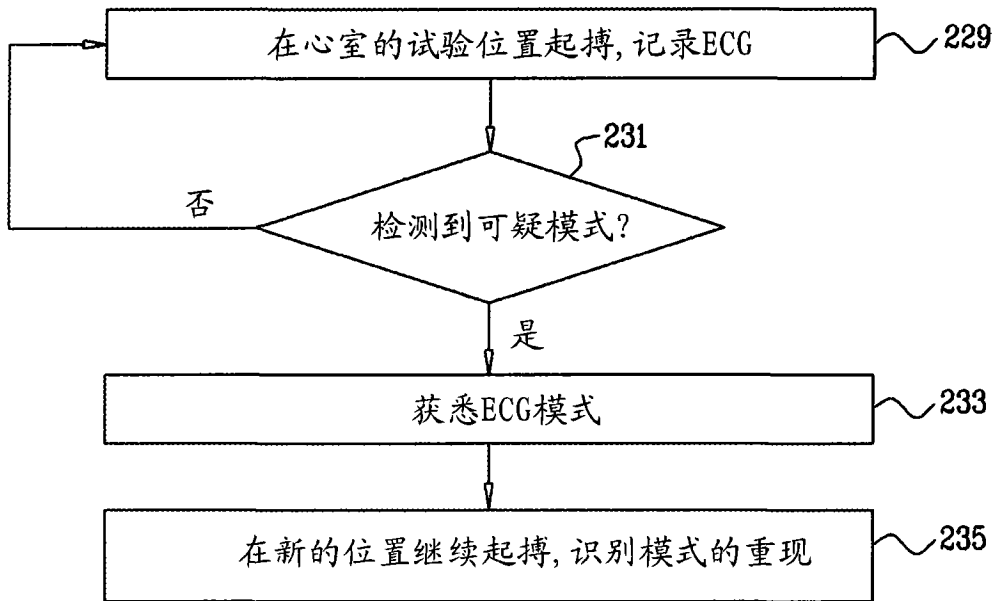 在心室的试验位置起搏,记录ECG
229
231
检测到可疑模式?
否
是
获悉ECG模式
233
在新的位置继续起搏,识别模式的重现
235